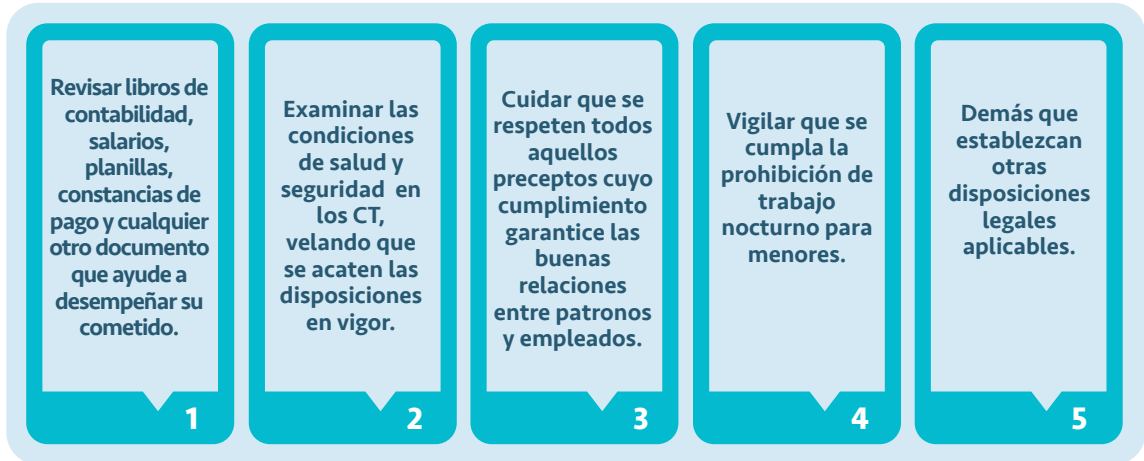 Revisar libros de
contabilidad,
salarios,
planillas,
constancias de
pago y cualquier
otro documento
que ayude a
desempeñar su
cometido.
1
Examinar las
condiciones
de salud y
seguridad en
los CT,
velando que
se acaten las
disposiciones
en vigor.
2
Cuidar que se
respeten todos
aquellos
preceptos cuyo
cumplimiento
garantice las
buenas
relaciones
entre patronos
y empleados.
3
Vigilar que se
cumpla la
prohibición de
trabajo
nocturno para
menores.
4
Demás que
establezcan
otras
disposiciones
legales
aplicables.
5